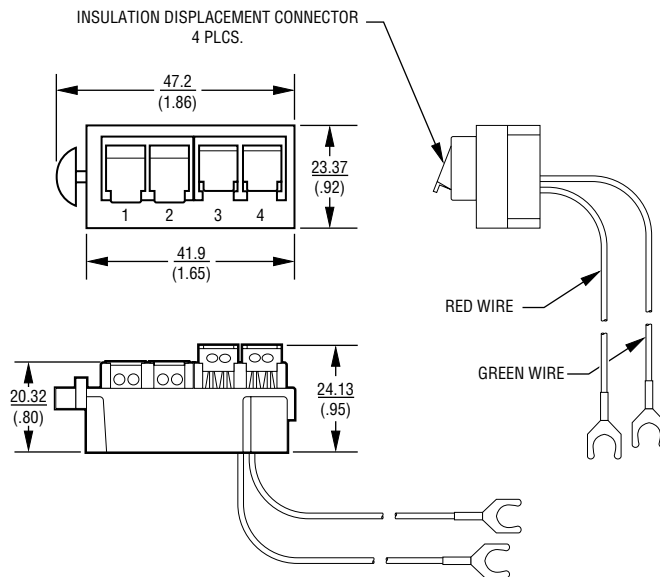 INSULATION DISPLACEMENT CONNECTOR
4 PLCS.
47.2
(1.86)
23.37
(.92)
1 2 3 4
41.9
(1.65)
RED WIRE
GREEN WIRE
20.32
(.80)
24.13
(.95)